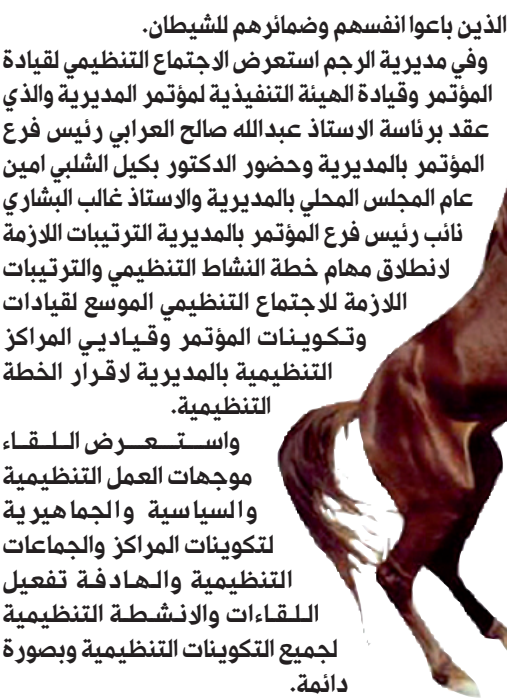 الذين باعوا انفسهم وضمائرهم للشيطان.
وفي مديرية الرجم استعرض الاجتماع التنظيمي لقيادة
المؤتمر وقيادة الهيئة التنفيذية لمؤتمر المديرية والذي
عقد برئاسة الاستاذ عبدالله صالح العرابي رئيس فرع
المؤتمر بالمديرية وحضور الدكتور بكيل الشلبي امين
عام المجلس المحلي بالمديرية والاستاذ غالب البشاري
نائب رئيس فرع المؤتمر بالمديرية الترتيبات اللازمة
لانطلاق مهام خطة النشاط التنظيمي والترتيبات
اللازمة للاجتماع التنظيمي الموسع لقيادات
وتكوينات المؤتمر وقياديي المراكز
التنظيمية بالمديرية لاقرار الخطة
التنظيمية.
واستعرض اللقاء
موجهات العمل التنظيمية
والسياسية والجماهيرية
لتكوينات المراكز والجماعات
التنظيمية والهادفة تفعيل
اللقاءات والانشطة التنظيمية
لجميع التكوينات التنظيمية وبصورة
دائمة.